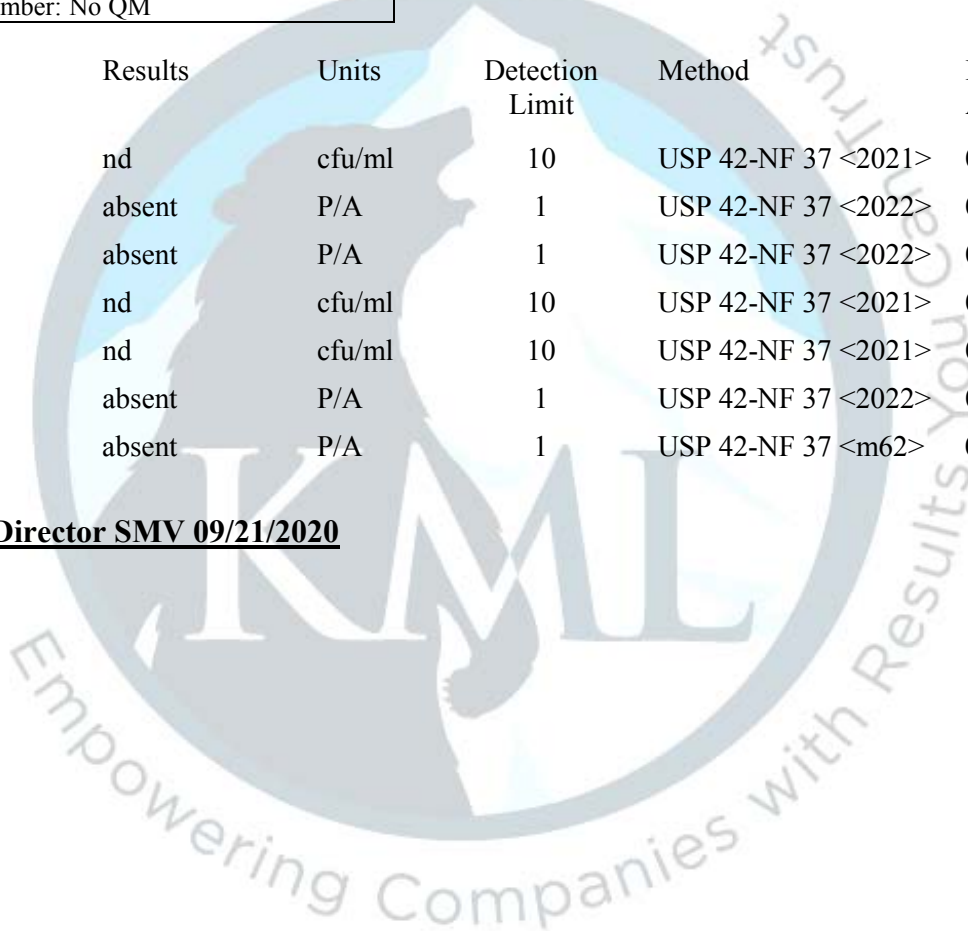 mber: No QM
Results Units Detection Limit Method
nd cfu/ml 10 USP 42-NF 37 <2021>
absent P/A 1 USP 42-NF 37 <2022>
absent P/A 1 USP 42-NF 37 <2022>
nd cfu/ml 10 USP 42-NF 37 <2021>
nd cfu/ml 10 USP 42-NF 37 <2021>
absent P/A 1 USP 42-NF 37 <2022>
absent P/A 1 USP 42-NF 37 <m62>
Director SMV 09/21/2020
KML
Empowering Companies with Results You Can Trust